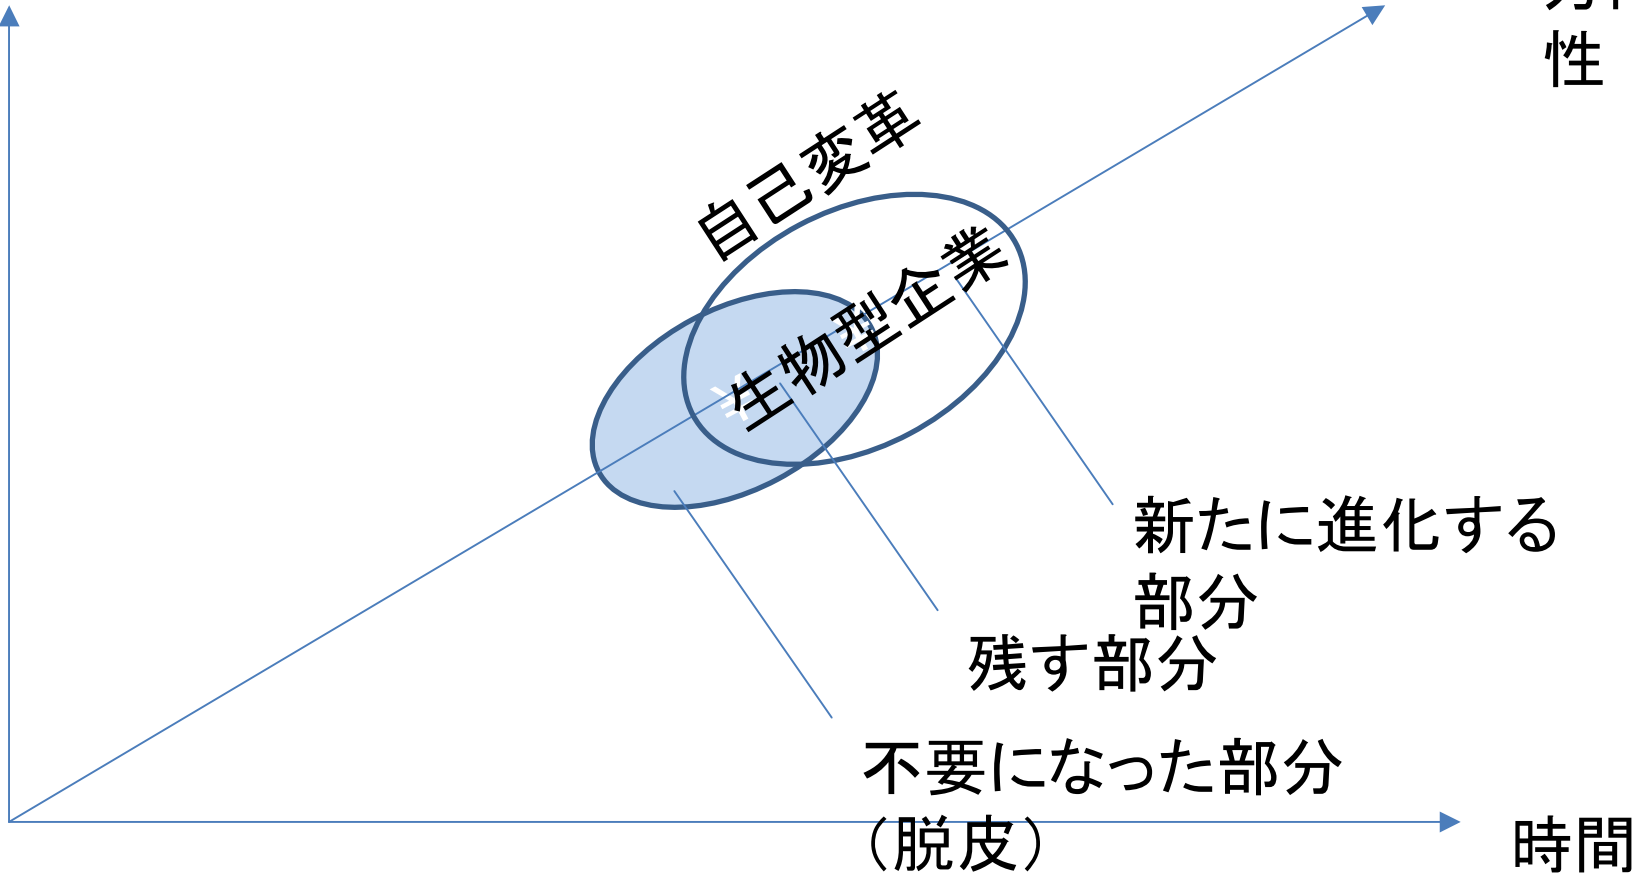 性
自己変革
生物型企業
新たに進化する
部分
残す部分
不要になった部分
（脱皮）
時間